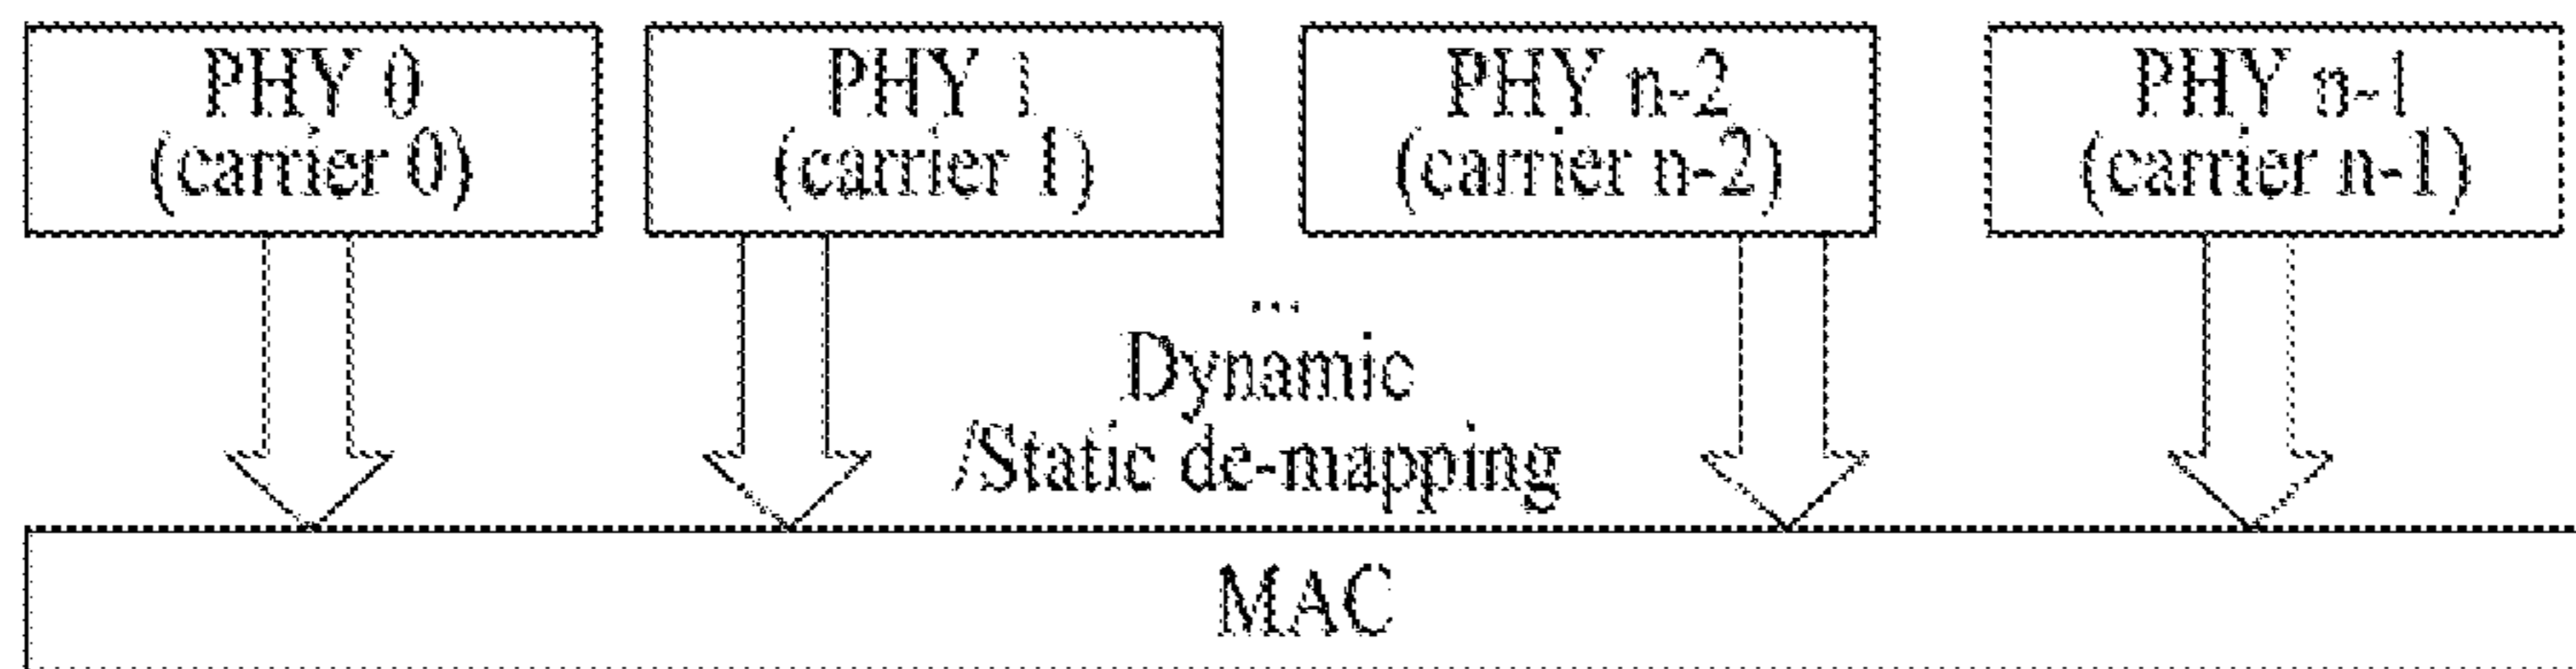 PHY 0
(carrier 0)
PHY 1
(carrier 1)
PHY n-2
(carrier n-2)
PHY n-1
(carrier n-1)
...
Dynamic
/Static de-mapping
MAC